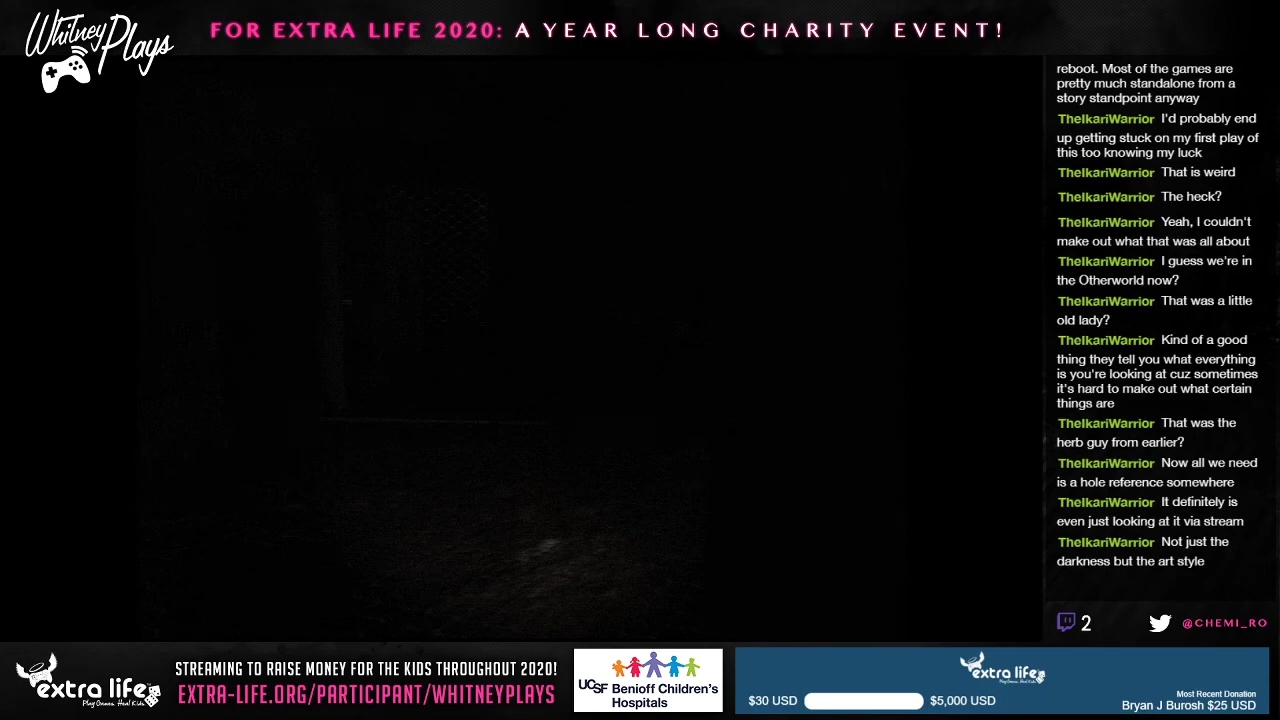 Whitney Plays
FOR EXTRA LIFE 2020: A YEAR LONG CHARITY EVENT!
reboot. Most of the games are
pretty much standalone from a
story standpoint anyway
TheIkariWarrior I'd probably end
up getting stuck on my first play of
this too knowing my luck
TheIkariWarrior That is weird
TheIkariWarrior The heck?
TheIkariWarrior Yeah, I couldn't
make out what that was all about
TheIkariWarrior I guess we're in
the Otherworld now?
TheIkariWarrior That was a little
old lady?
TheIkariWarrior Kind of a good
thing they tell you what everything
is you're looking at cuz sometimes
it's hard to make out what certain
things are
TheIkariWarrior That was the
herb guy from earlier?
TheIkariWarrior Now all we need
is a hole reference somewhere
TheIkariWarrior It definitely is
even just looking at it via stream
TheIkariWarrior Not just the
darkness but the art style
2 @CHEMI_RO
extra life
Play Games. Heal Kids.
STREAMING TO RAISE MONEY FOR THE KIDS THROUGHOUT 2020!
EXTRA-LIFE.ORG/PARTICIPANT/WHITNEYPLAYS
UCSF Benioff Children's
Hospitals
extra life
Play Games. Heal Kids.
$30 USD $5,000 USD
Most Recent Donation
Bryan J Burosh $25 USD